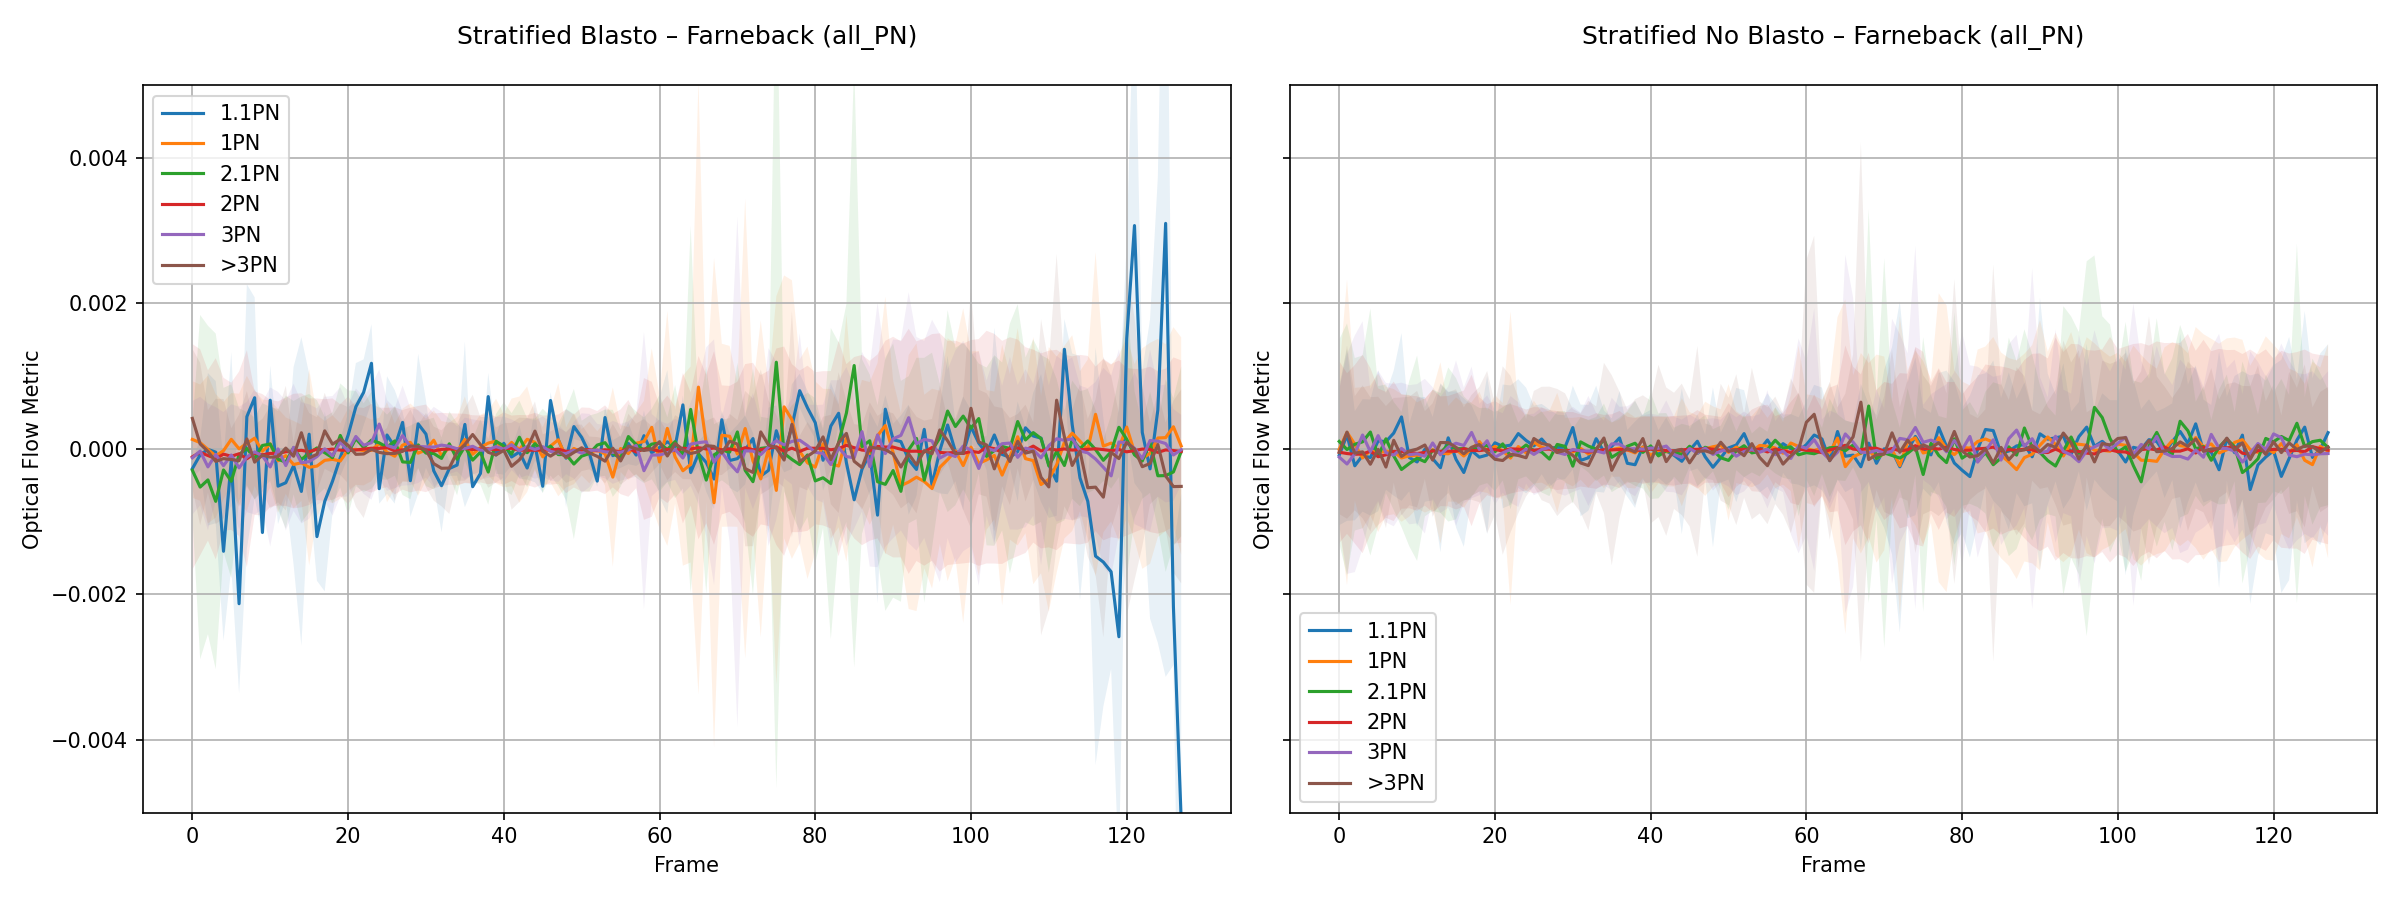 Stratified Blasto – Farneback (all_PN)
1.1PN
1PN
2.1PN
2PN
3PN
>3PN
0.004
0.002
0.000
−0.002
−0.004
Optical Flow Metric
0 20 40 60 80 100 120
Frame
Stratified No Blasto – Farneback (all_PN)
Optical Flow Metric
1.1PN
1PN
2.1PN
2PN
3PN
>3PN
0 20 40 60 80 100 120
Frame